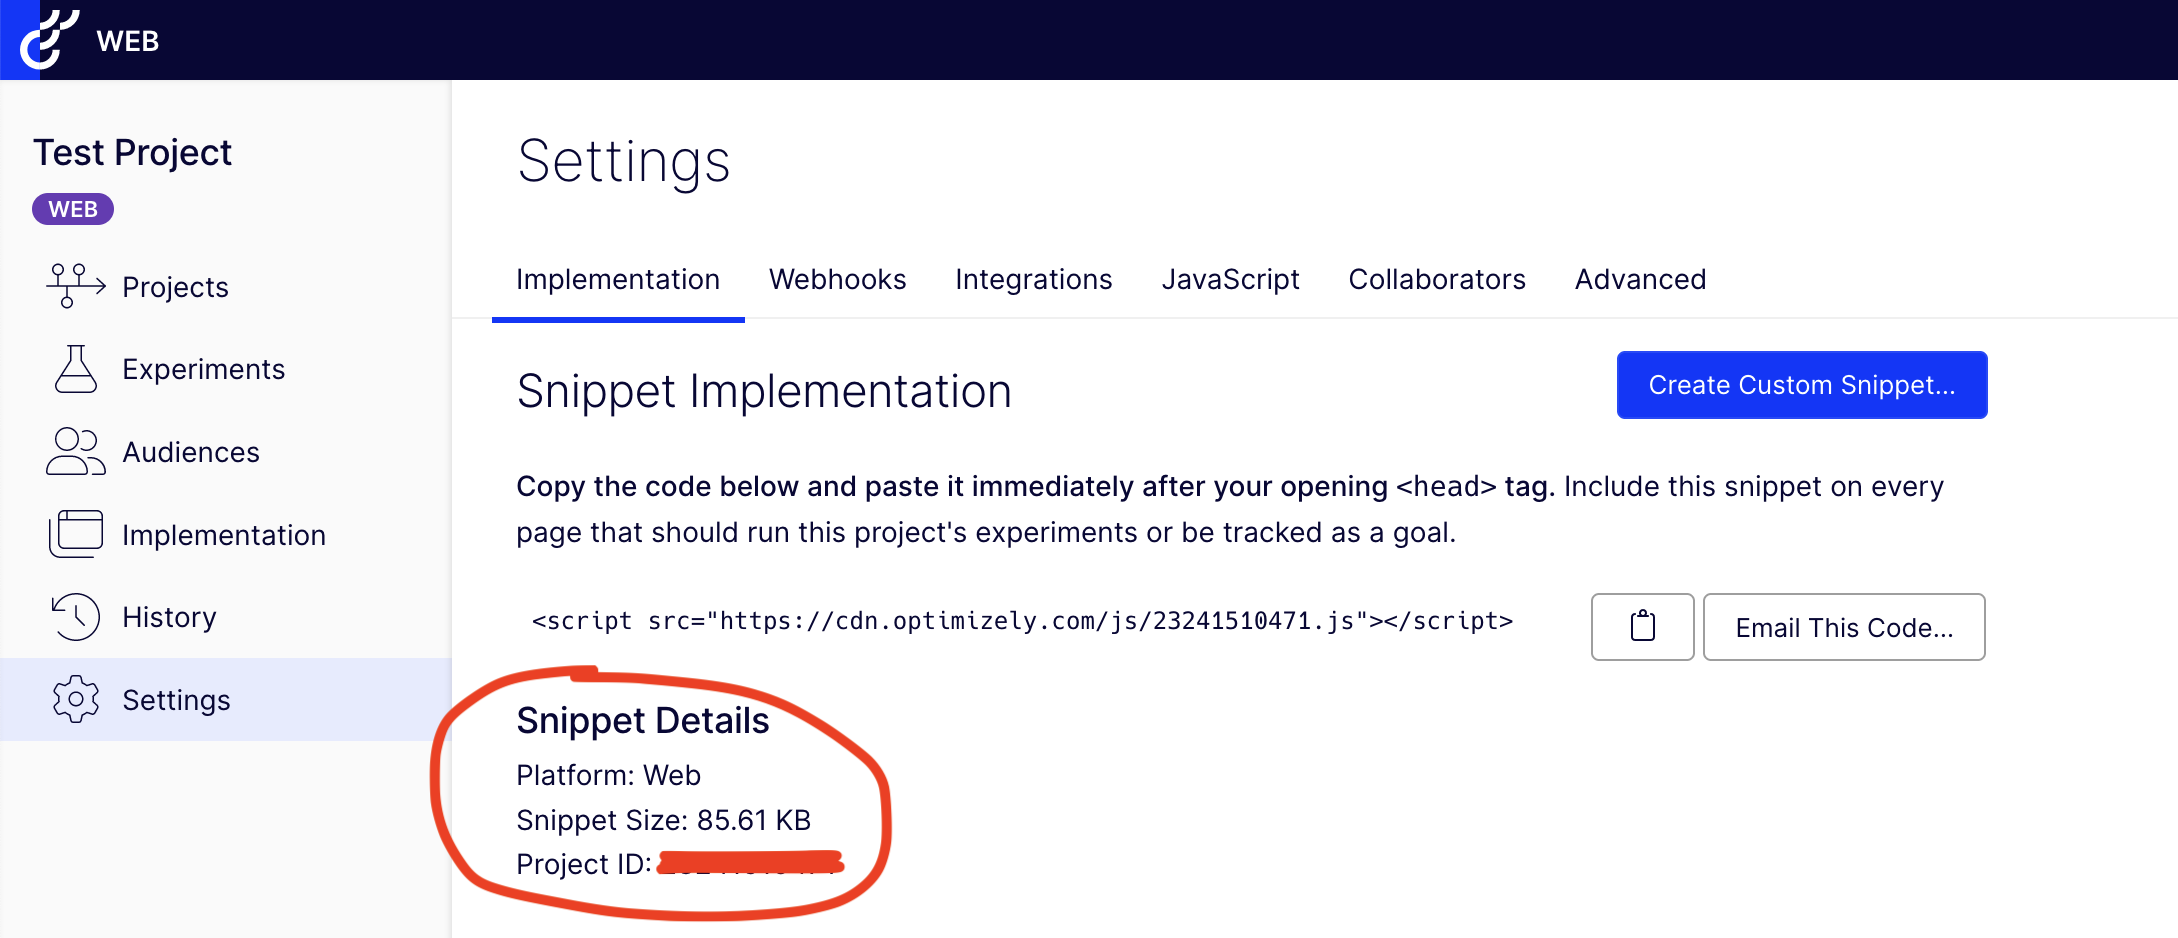 WEB
Test Project
WEB
Projects
Experiments
Audiences
Implementation
History
Settings
Settings
Implementation Webhooks Integrations JavaScript Collaborators Advanced
Snippet Implementation
Create Custom Snippet...
Copy the code below and paste it immediately after your opening <head> tag. Include this snippet on every
page that should run this project's experiments or be tracked as a goal.
<script src="https://cdn.optimizely.com/js/23241510471.js"></script>
Email This Code...
Snippet Details
Platform: Web
Snippet Size: 85.61 KB
Project ID: